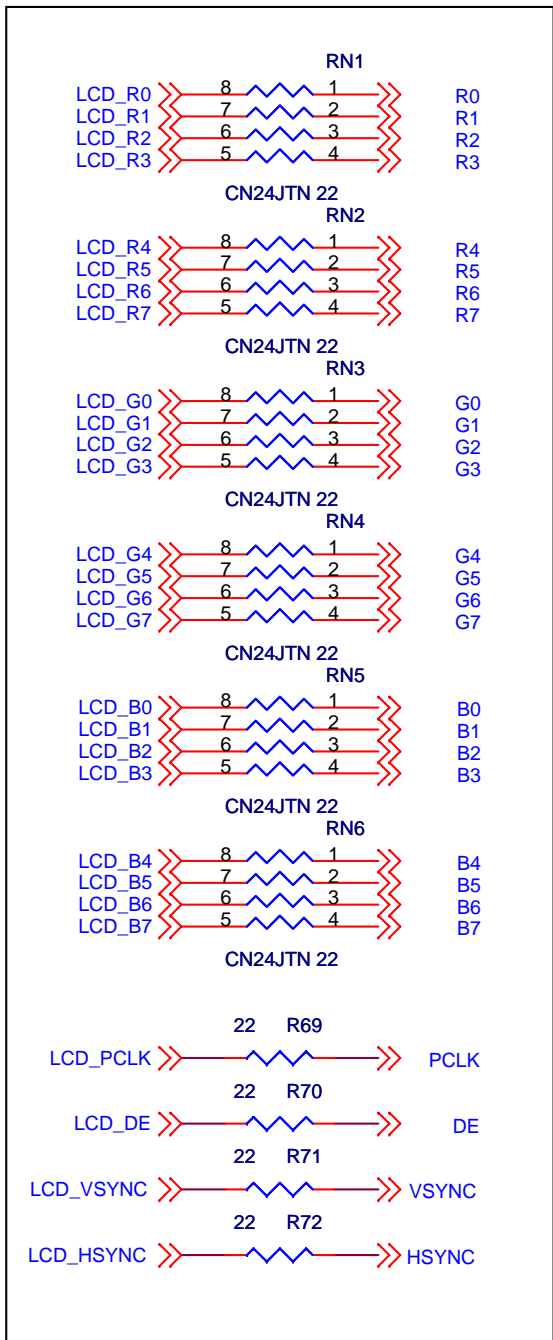 RN1
LCD_R0 8 1 R0
LCD_R1 7 2 R1
LCD_R2 6 3 R2
LCD_R3 5 4 R3
CN24JTN 22
RN2
LCD_R4 8 1 R4
LCD_R5 7 2 R5
LCD_R6 6 3 R6
LCD_R7 5 4 R7
CN24JTN 22
RN3
LCD_G0 8 1 G0
LCD_G1 7 2 G1
LCD_G2 6 3 G2
LCD_G3 5 4 G3
CN24JTN 22
RN4
LCD_G4 8 1 G4
LCD_G5 7 2 G5
LCD_G6 6 3 G6
LCD_G7 5 4 G7
CN24JTN 22
RN5
LCD_B0 8 1 B0
LCD_B1 7 2 B1
LCD_B2 6 3 B2
LCD_B3 5 4 B3
CN24JTN 22
RN6
LCD_B4 8 1 B4
LCD_B5 7 2 B5
LCD_B6 6 3 B6
LCD_B7 5 4 B7
CN24JTN 22
22 R69
LCD_PCLK PCLK
22 R70
LCD_DE DE
22 R71
LCD_VSYNC VSYNC
22 R72
LCD_HSYNC HSYNC